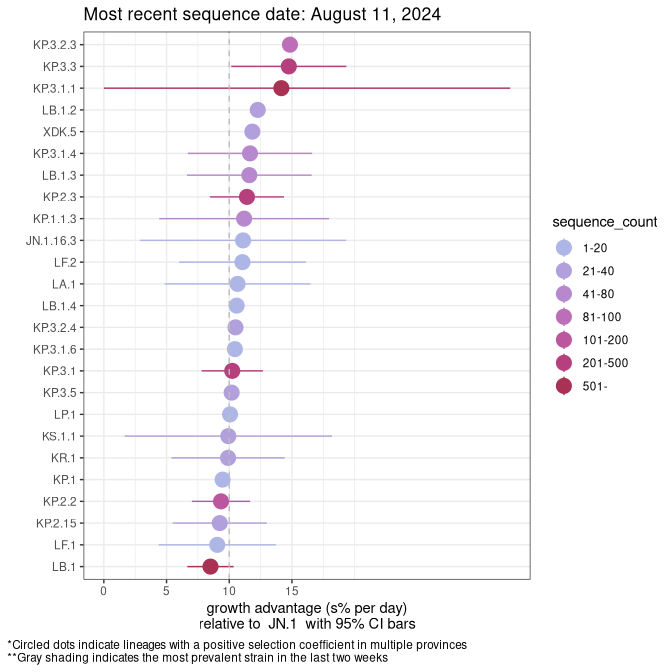 Most recent sequence date: August 11, 2024
KP.3.2.3
KP.3.3
KP.3.1.1
LB.1.2
XDK.5
KP.3.1.4
LB.1.3
KP.2.3
KP.1.1.3
JN.1.16.3
LF.2
LA.1
LB.1.4
KP.3.2.4
KP.3.1.6
KP.3.1
KP.3.5
LP.1
KS.1.1
KR.1
KP.1
KP.2.2
KP.2.15
LF.1
LB.1
0 5 10 15
growth advantage (s% per day)
relative to JN.1 with 95% CI bars
sequence_count
1-20
21-40
41-80
81-100
101-200
201-500
501-
*Circled dots indicate lineages with a positive selection coefficient in multiple provinces
**Gray shading indicates the most prevalent strain in the last two weeks